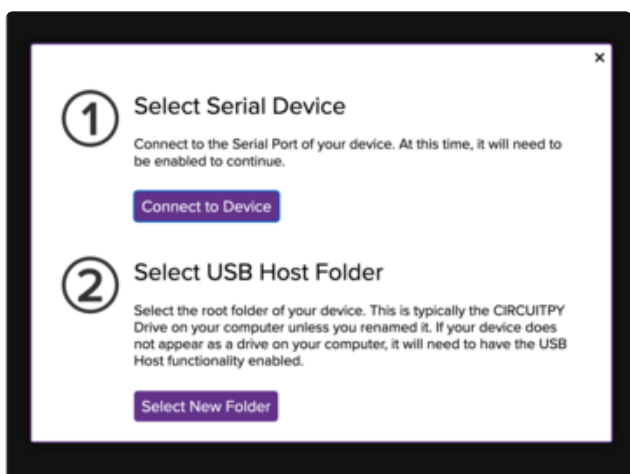 ×
1
Select Serial Device
Connect to the Serial Port of your device. At this time, it will need to
be enabled to continue.
Connect to Device
2
Select USB Host Folder
Select the root folder of your device. This is typically the CIRCUITPY
Drive on your computer unless you renamed it. If your device does
not appear as a drive on your computer, it will need to have the USB
Host functionality enabled.
Select New Folder